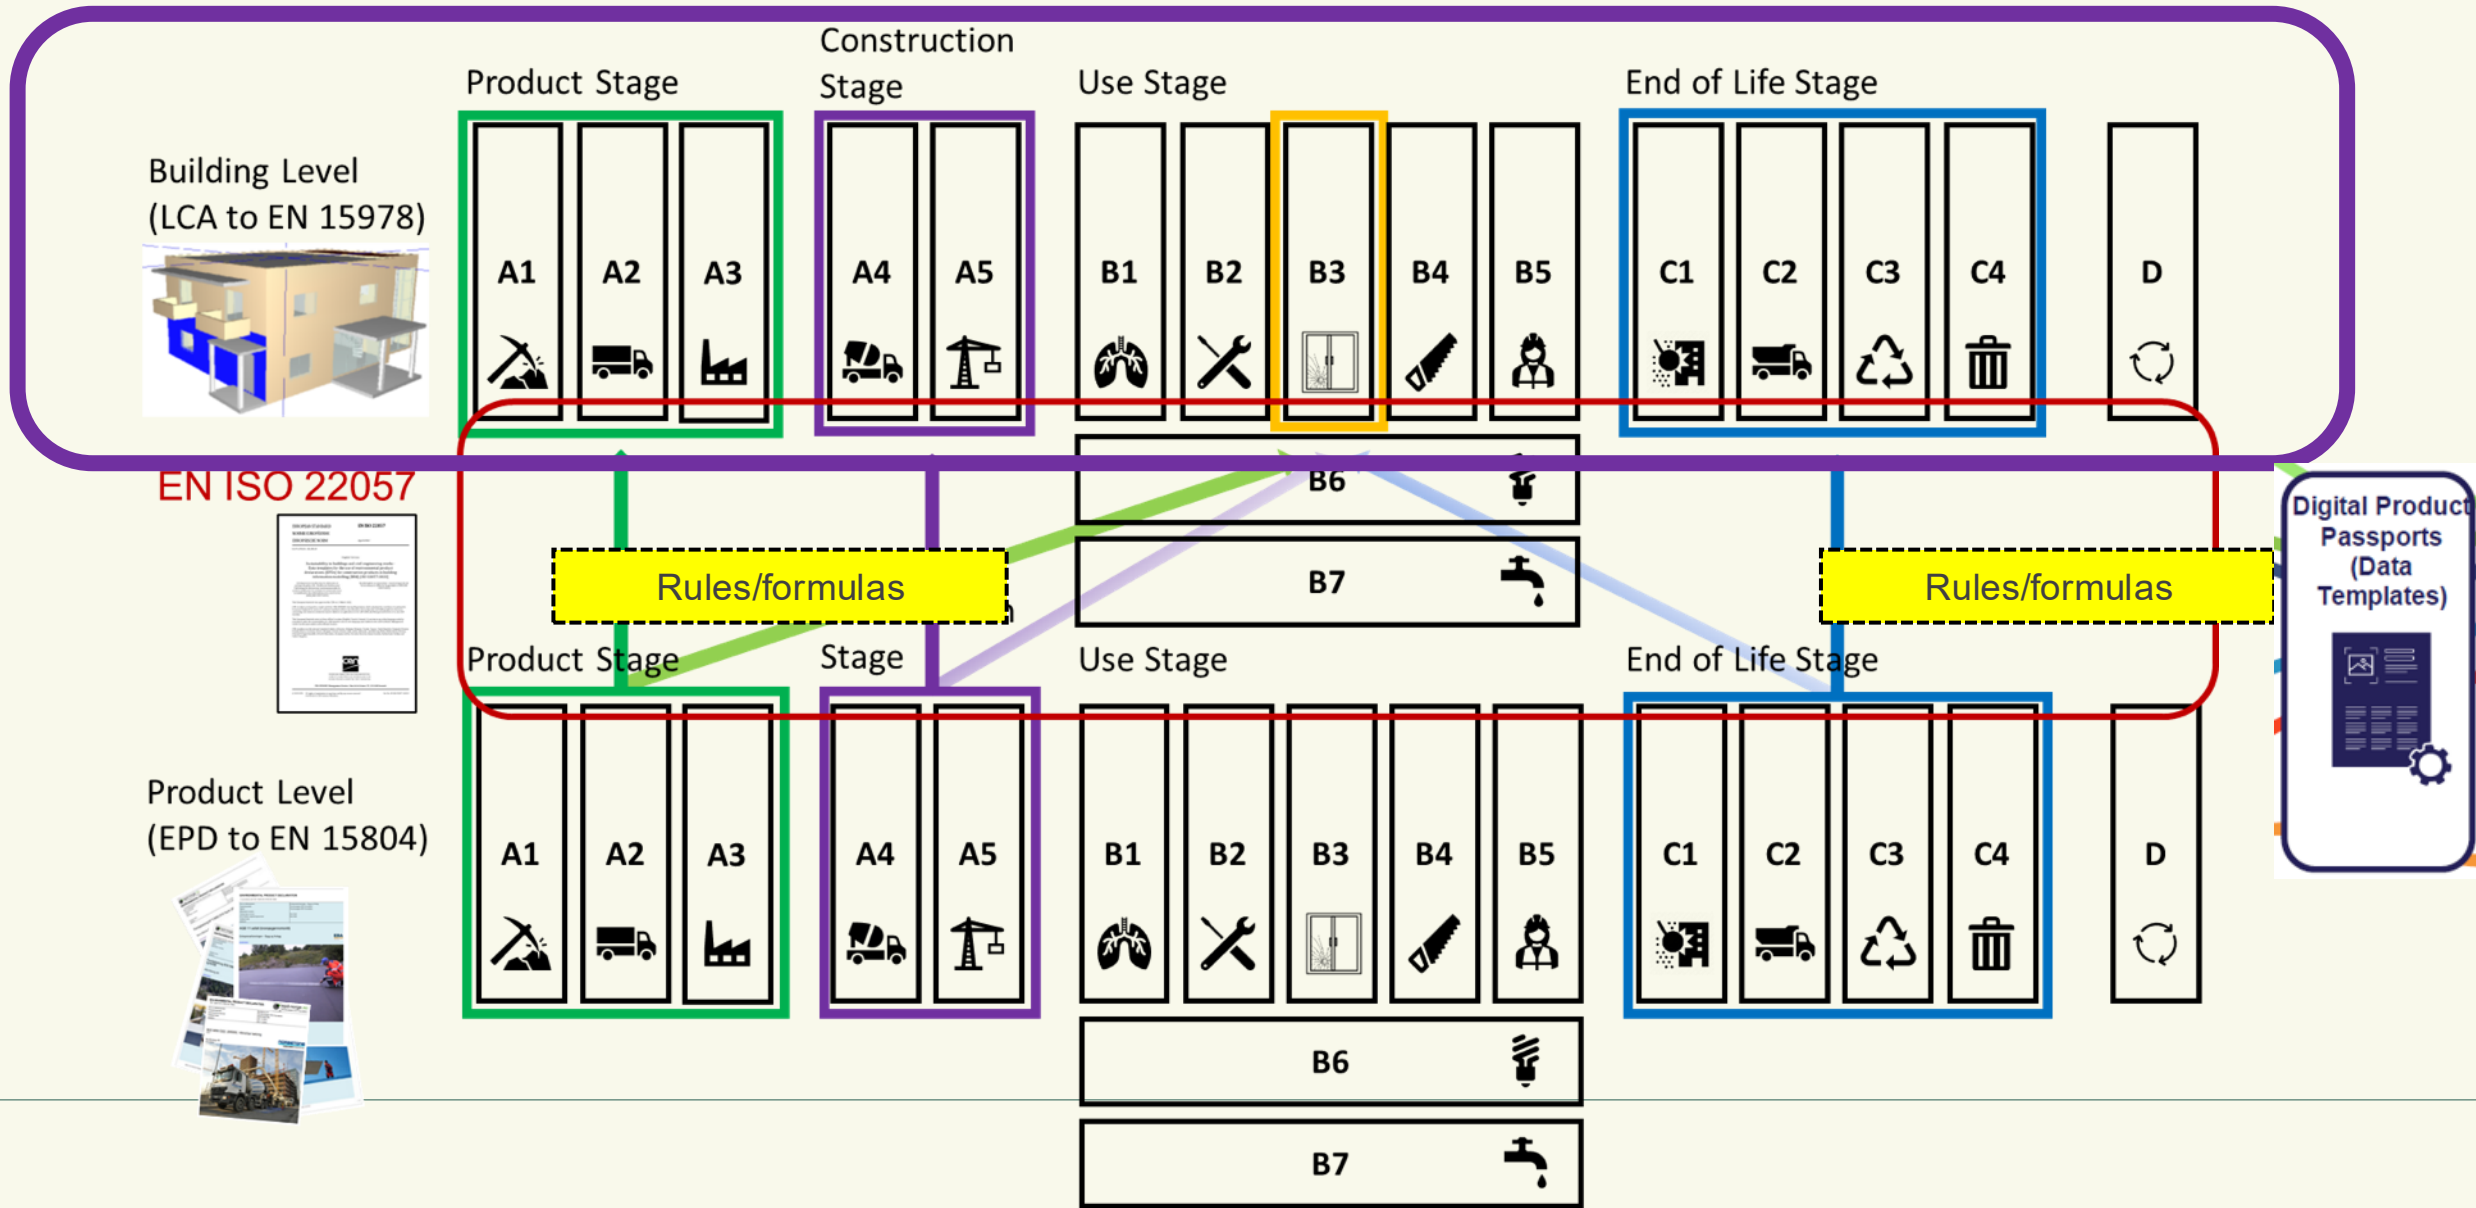 Construction
Product Stage
Stage
Use Stage
End of Life Stage
Building Level
(LCA to EN 15978)
A1
A2
A3
A4
A5
B1
B2
B3
B4
B5
C1
C2
C3
C4
D
EN ISO 22057
B6
B7
Rules/formulas
Rules/formulas
Digital Product
Passports
(Data
Templates)
Product Stage
Stage
Use Stage
End of Life Stage
Product Level
(EPD to EN 15804)
A1
A2
A3
A4
A5
B1
B2
B3
B4
B5
C1
C2
C3
C4
D
B6
B7